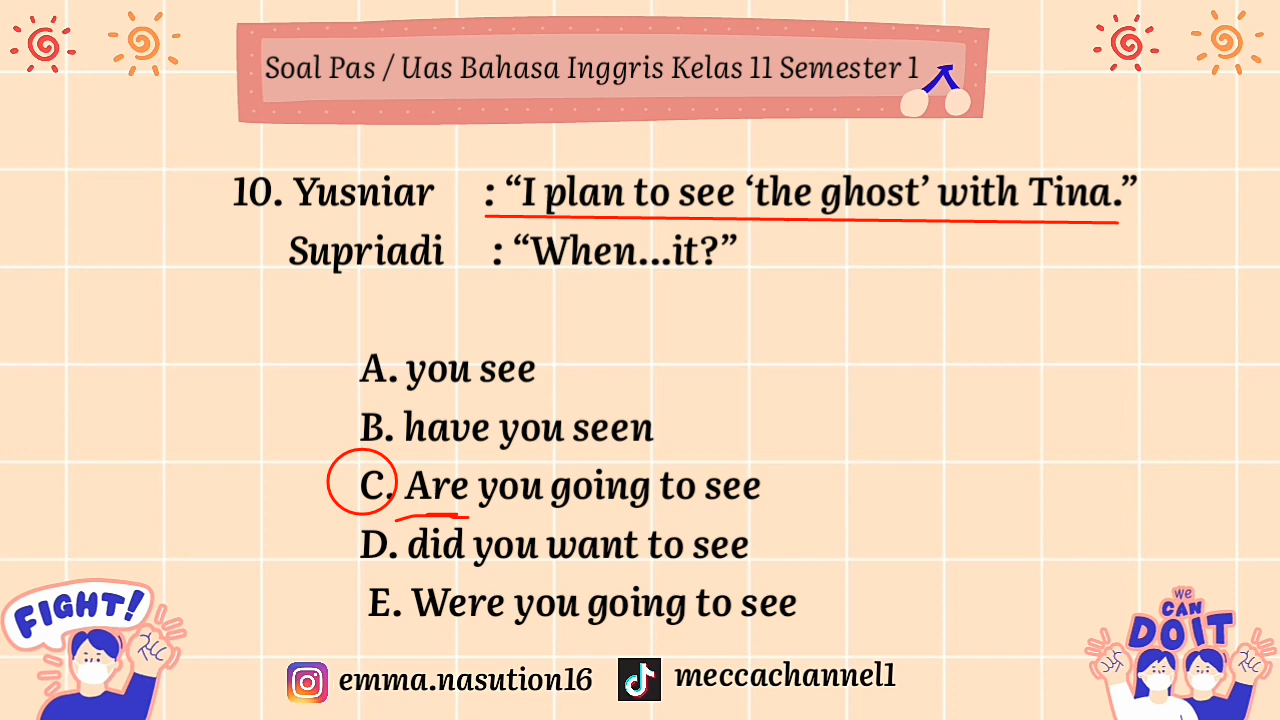 Soal Pas / Uas Bahasa Inggris Kelas 11 Semester 1
10. Yusniar : “I plan to see ‘the ghost’ with Tina.”
Supriadi : “When...it?”
A. you see
B. have you seen
C. Are you going to see
D. did you want to see
E. Were you going to see
FIGHT!
WE
CAN
DO IT
emma.nasution16
meccachannel1